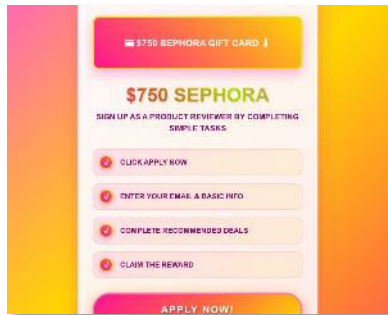 $750 SEPHORA GIFT CARD
$750 SEPHORA
SIGN UP AS A PRODUCT REVIEWER BY COMPLETING
SIMPLE TASKS
CLICK APPLY NOW
ENTER YOUR EMAIL & BASIC INFO
COMPLETE RECOMMENDED DEALS
CLAIM THE REWARD
APPLY NOW!